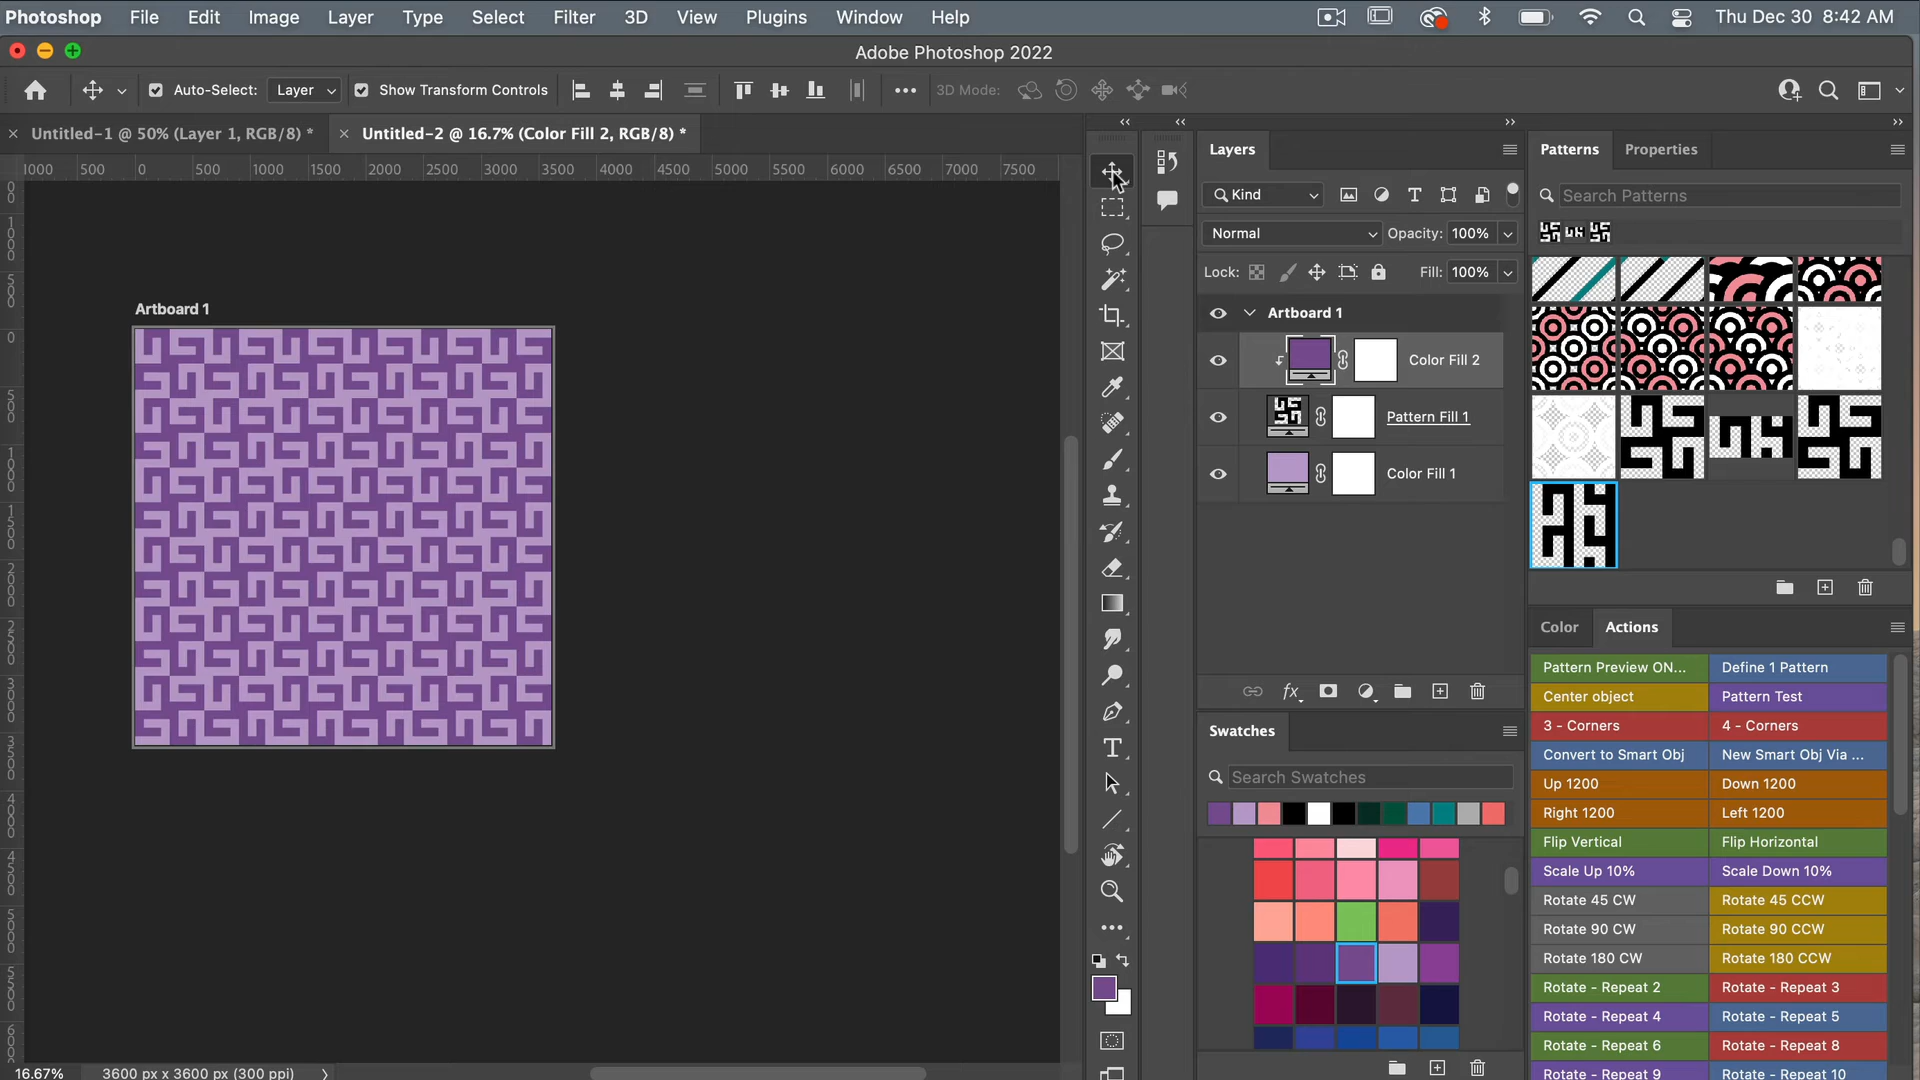 Photoshop File Edit Image Layer Type Select Filter 3D View Plugins Window Help Thu Dec 30 8:42 AM
Adobe Photoshop 2022
Auto-Select: Layer Show Transform Controls 3D Mode:
Untitled-1 @ 50% (Layer 1, RGB/8) * Untitled-2 @ 16.7% (Color Fill 2, RGB/8) *
1000 500 0 500 1000 1500 2000 2500 3000 3500 4000 4500 5000 5500 6000 6500 7000 7500
Artboard 1
16.67% 3600 px x 3600 px (300 ppi)
Layers
Kind
Normal Opacity: 100%
Lock: Fill: 100%
Artboard 1
Color Fill 2
Pattern Fill 1
Color Fill 1
fx
Swatches
Search Swatches
Patterns Properties
Search Patterns
Color Actions
Pattern Preview ON... Define 1 Pattern
Center object Pattern Test
3 - Corners 4 - Corners
Convert to Smart Obj New Smart Obj Via ...
Up 1200 Down 1200
Right 1200 Left 1200
Flip Vertical Flip Horizontal
Scale Up 10% Scale Down 10%
Rotate 45 CW Rotate 45 CCW
Rotate 90 CW Rotate 90 CCW
Rotate 180 CW Rotate 180 CCW
Rotate - Repeat 2 Rotate - Repeat 3
Rotate - Repeat 4 Rotate - Repeat 5
Rotate - Repeat 6 Rotate - Repeat 8
Rotate - Repeat 9 Rotate - Repeat 10